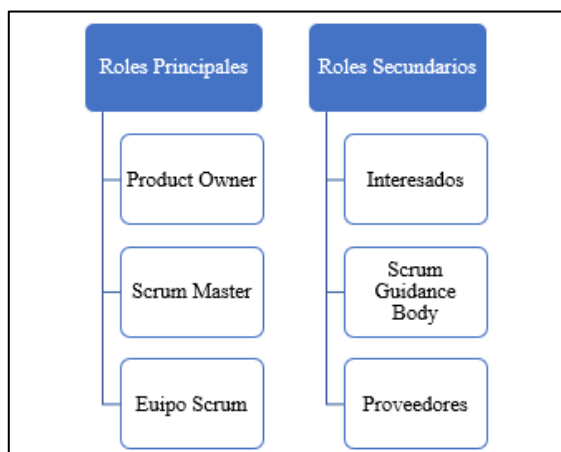 Roles Principales
Product Owner
Scrum Master
Euipo Scrum
Roles Secundarios
Interesados
Scrum
Guidance
Body
Proveedores